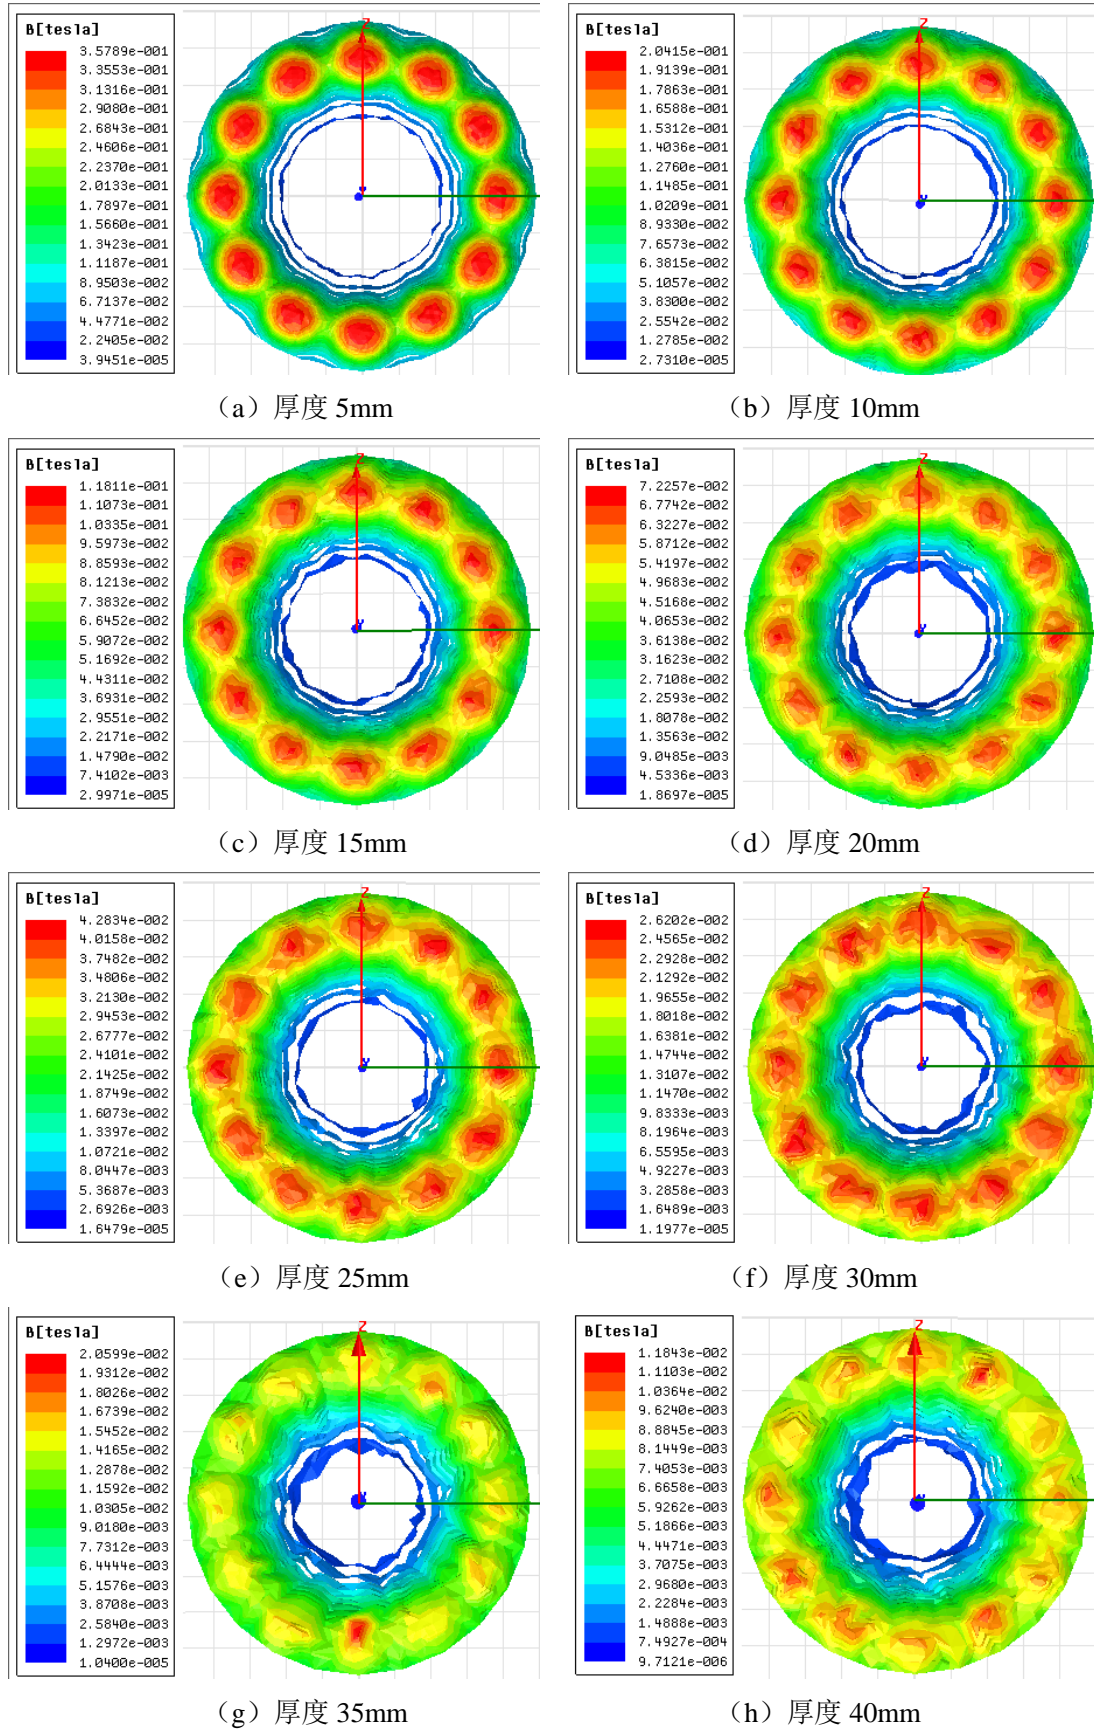 B[tesla]
3.5789e-001
3.3553e-001
3.1316e-001
2.9080e-001
2.6843e-001
2.4606e-001
2.2370e-001
2.0133e-001
1.7897e-001
1.5660e-001
1.3423e-001
1.1187e-001
8.9503e-002
6.7137e-002
4.4771e-002
2.2405e-002
3.9451e-005
Z
(a)厚度 5mm
B[tesla]
2.0415e-001
1.9139e-001
1.7863e-001
1.6588e-001
1.5312e-001
1.4036e-001
1.2760e-001
1.1485e-001
1.0209e-001
8.9330e-002
7.6573e-002
6.3815e-002
5.1057e-002
3.8300e-002
2.5542e-002
1.2785e-002
2.7310e-005
Z
(b)厚度 10mm
B[tesla]
1.1811e-001
1.1073e-001
1.0335e-001
9.5973e-002
8.8593e-002
8.1213e-002
7.3832e-002
6.6452e-002
5.9072e-002
5.1692e-002
4.4311e-002
3.6931e-002
2.9551e-002
2.2171e-002
1.4790e-002
7.4102e-003
2.9971e-005
Z
Y
(c)厚度 15mm
B[tesla]
7.2257e-002
6.7742e-002
6.3227e-002
5.8712e-002
5.4197e-002
4.9683e-002
4.5168e-002
4.0653e-002
3.6138e-002
3.1623e-002
2.7108e-002
2.2593e-002
1.8078e-002
1.3563e-002
9.0485e-003
4.5336e-003
1.8697e-005
Z
Y
(d)厚度 20mm
B[tesla]
4.2834e-002
4.0158e-002
3.7482e-002
3.4806e-002
3.2130e-002
2.9453e-002
2.6777e-002
2.4101e-002
2.1425e-002
1.8749e-002
1.6073e-002
1.3397e-002
1.0721e-002
8.0447e-003
5.3687e-003
2.6926e-003
1.6479e-005
Z
Y
(e)厚度 25mm
B[tesla]
2.6202e-002
2.4565e-002
2.2928e-002
2.1292e-002
1.9655e-002
1.8018e-002
1.6381e-002
1.4744e-002
1.3107e-002
1.1470e-002
9.8333e-003
8.1964e-003
6.5595e-003
4.9227e-003
3.2858e-003
1.6489e-003
1.1977e-005
Z
Y
(f)厚度 30mm
B[tesla]
2.0599e-002
1.9312e-002
1.8026e-002
1.6739e-002
1.5452e-002
1.4165e-002
1.2878e-002
1.1592e-002
1.0305e-002
9.0180e-003
7.7312e-003
6.4444e-003
5.1576e-003
3.8708e-003
2.5840e-003
1.2972e-003
1.0400e-005
Z
(g)厚度 35mm
B[tesla]
1.1843e-002
1.1103e-002
1.0364e-002
9.6240e-003
8.8845e-003
8.1449e-003
7.4053e-003
6.6658e-003
5.9262e-003
5.1866e-003
4.4471e-003
3.7075e-003
2.9680e-003
2.2284e-003
1.4888e-003
7.4927e-004
9.7121e-006
Z
(h)厚度 40mm